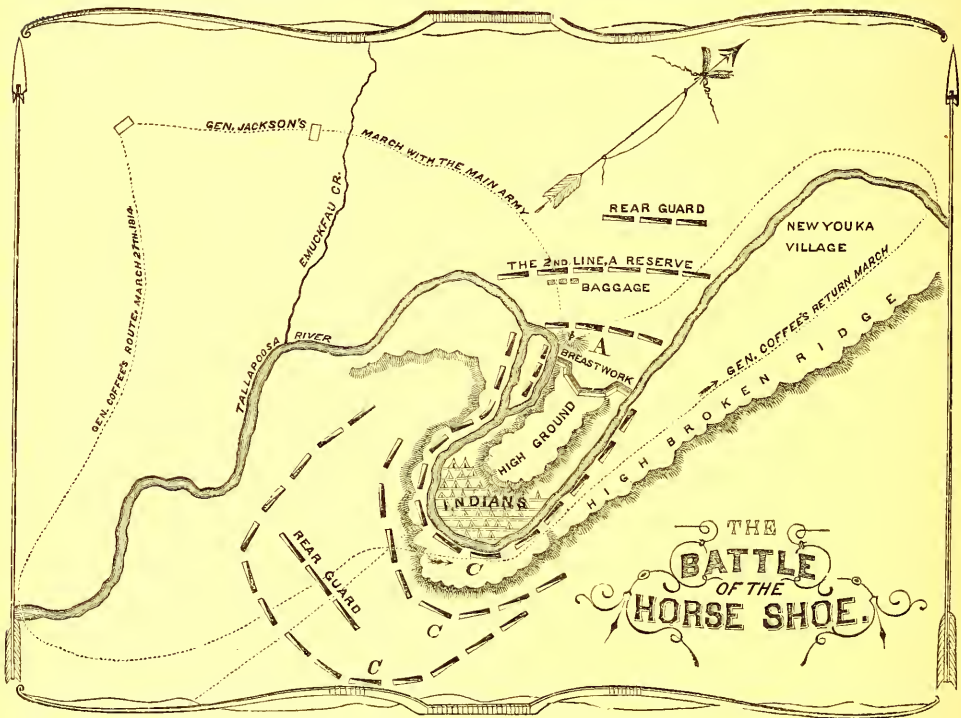 GEN. JACKSON'S
MARCH WITH THE MAIN ARMY
GEN. COFFEE'S ROUTE, MARCH 27TH 1814.
EMUCKFAU CR.
TALLAPOOSA RIVER
REAR GUARD
THE 2ND LINE, A RESERVE
BAGGAGE
A
BREASTWORK
NEW YOUKA
VILLAGE
GEN. COFFEE'S RETURN MARCH
HIGH BROKEN RIDGE
HIGH GROUND
INDIANS
REAR GUARD
C
C
C
THE
BATTLE
OF THE
HORSE SHOE.